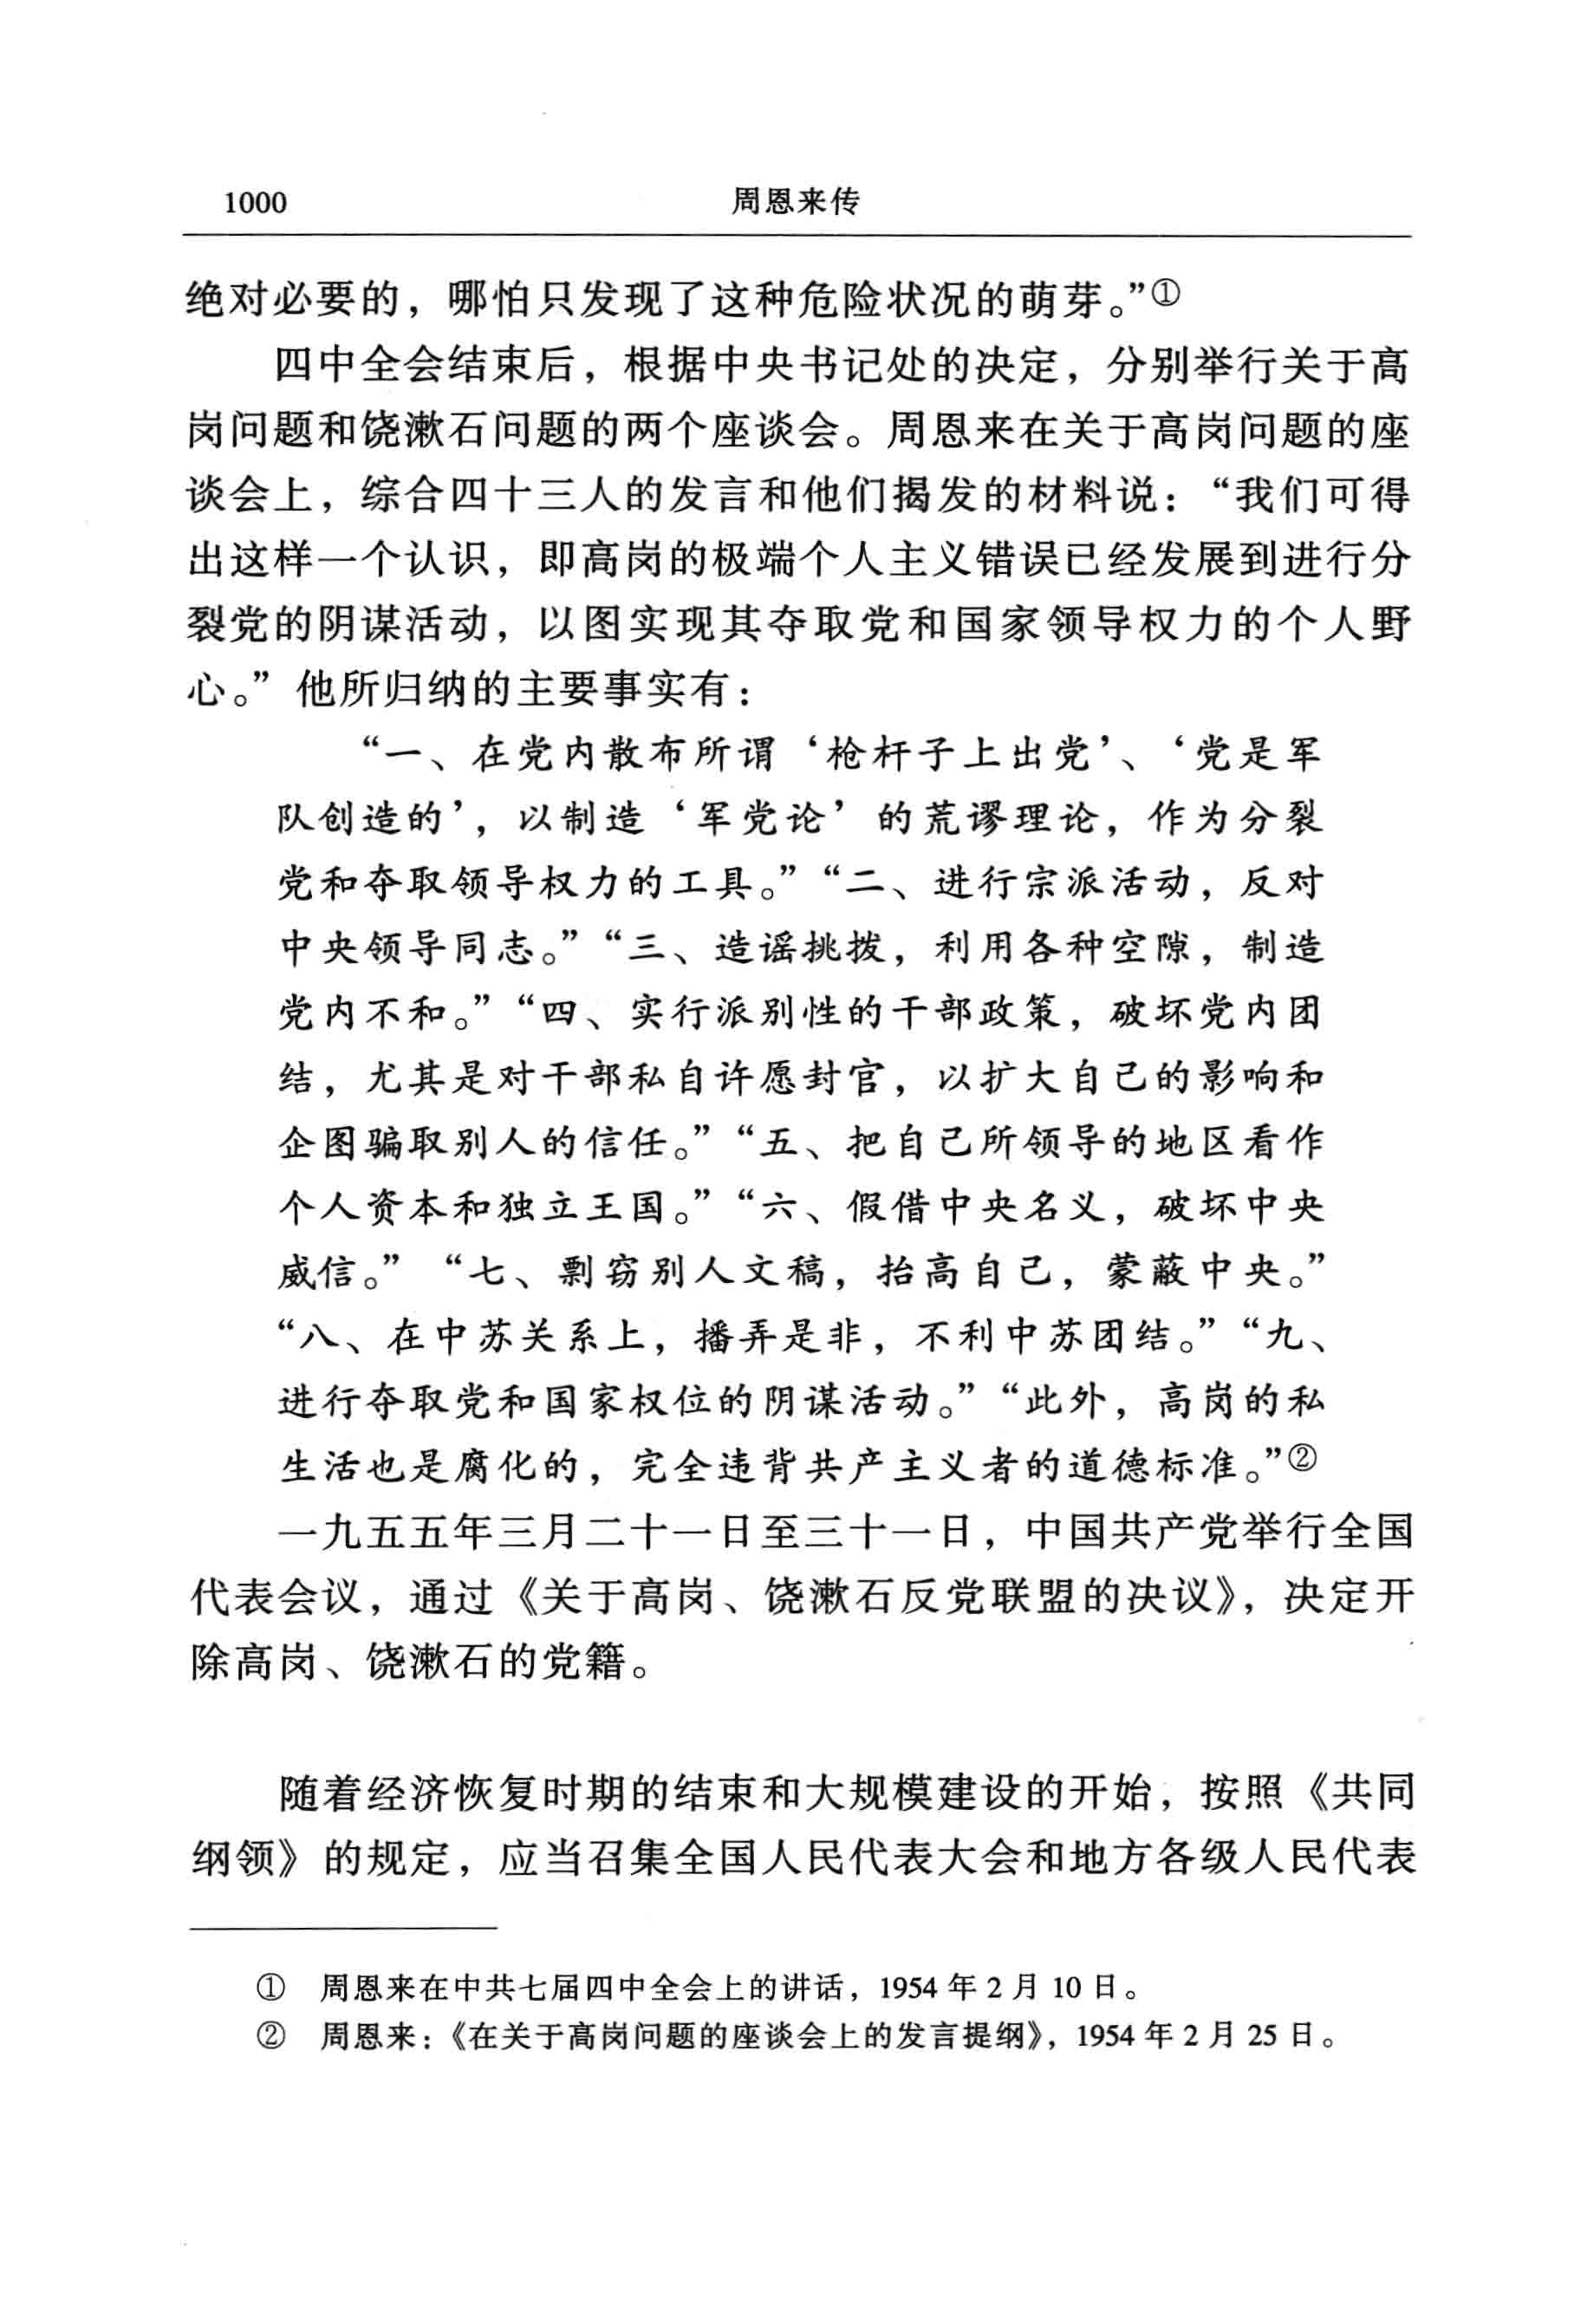 1000 周恩来传
绝对必要的，哪怕只发现了这种危险状况的萌芽。”①
四中全会结束后，根据中央书记处的决定，分别举行关于高
岗问题和饶漱石问题的两个座谈会。周恩来在关于高岗问题的座
谈会上，综合四十三人的发言和他们揭发的材料说：“我们可得
出这样一个认识，即高岗的极端个人主义错误已经发展到进行分
裂党的阴谋活动，以图实现其夺取党和国家领导权力的个人野
心。”他所归纳的主要事实有：
“一、在党内散布所谓‘枪杆子上出党’、‘党是军
队创造的’，以制造‘军党论’的荒谬理论，作为分裂
党和夺取领导权力的工具。”“二、进行宗派活动，反对
中央领导同志。”“三、造谣挑拨，利用各种空隙，制造
党内不和。”“四、实行派别性的干部政策，破坏党内团
结，尤其是对干部私自许愿封官，以扩大自己的影响和
企图骗取别人的信任。”“五、把自己所领导的地区看作
个人资本和独立王国。”“六、假借中央名义，破坏中央
威信。”“七、剽窃别人文稿，抬高自己，蒙蔽中央。”
“八、在中苏关系上，播弄是非，不利中苏团结。”“九、
进行夺取党和国家权位的阴谋活动。”“此外，高岗的私
生活也是腐化的，完全违背共产主义者的道德标准。”②
一九五五年三月二十一日至三十一日，中国共产党举行全国
代表会议，通过《关于高岗、饶漱石反党联盟的决议》，决定开
除高岗、饶漱石的党籍。
随着经济恢复时期的结束和大规模建设的开始，按照《共同
纲领》的规定，应当召集全国人民代表大会和地方各级人民代表
① 周恩来在中共七届四中全会上的讲话，1954年2月10日。
② 周恩来：《在关于高岗问题的座谈会上的发言提纲》，1954年2月25日。